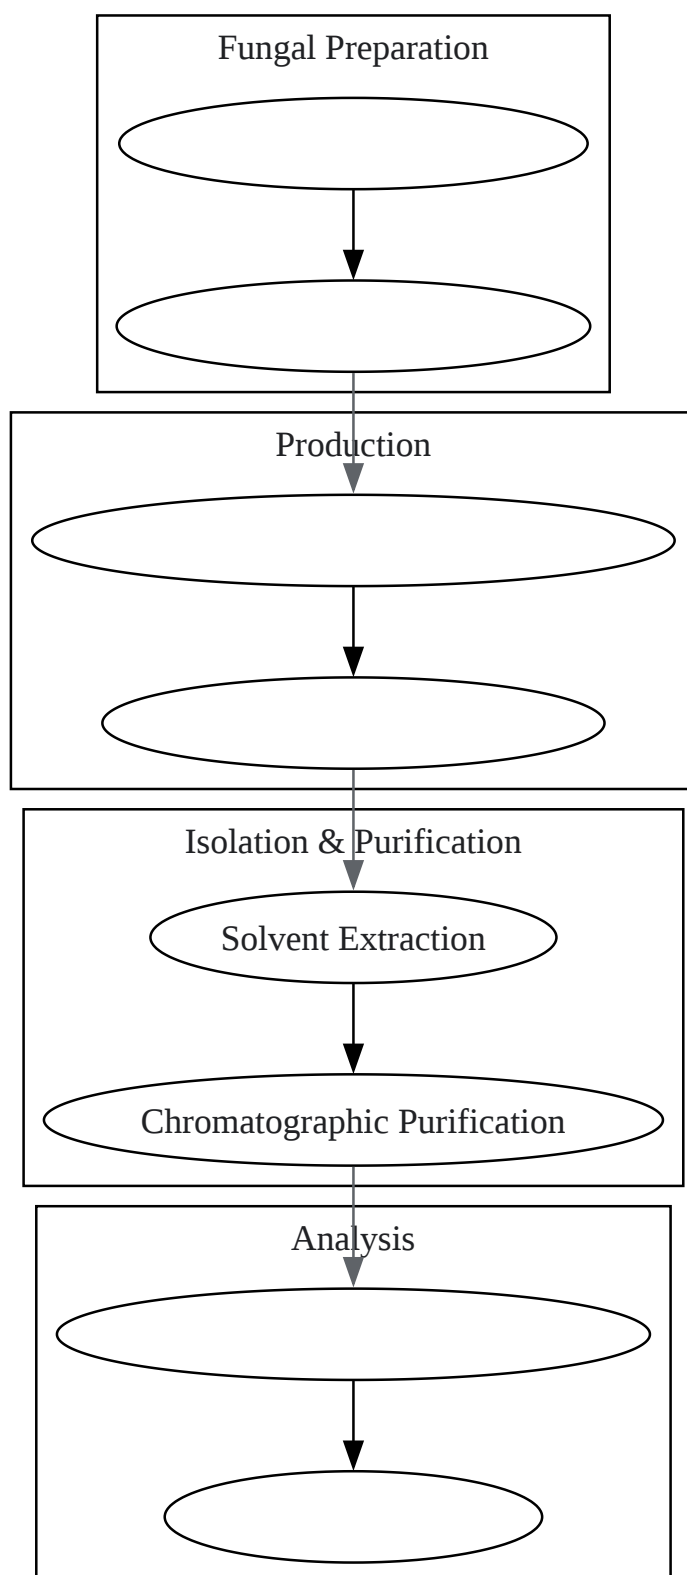 Fungal Preparation
Production
Isolation & Purification
Solvent Extraction
Chromatographic Purification
Analysis